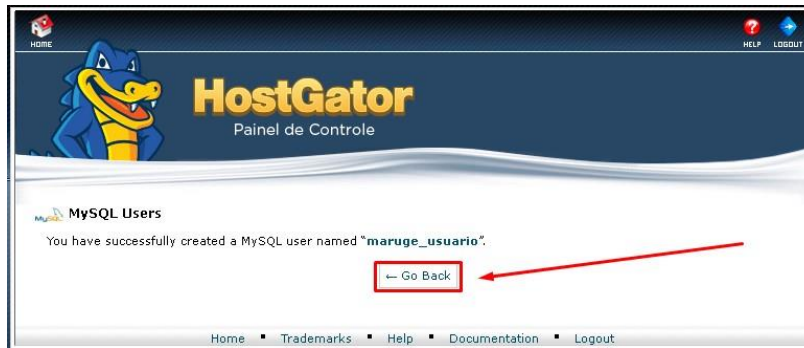 HOME
HELP LOGOUT
HostGator
Painel de Controle
MySQL MySQL Users
You have successfully created a MySQL user named “maruge_usuario”.
← Go Back
Home ▪ Trademarks ▪ Help ▪ Documentation ▪ Logout